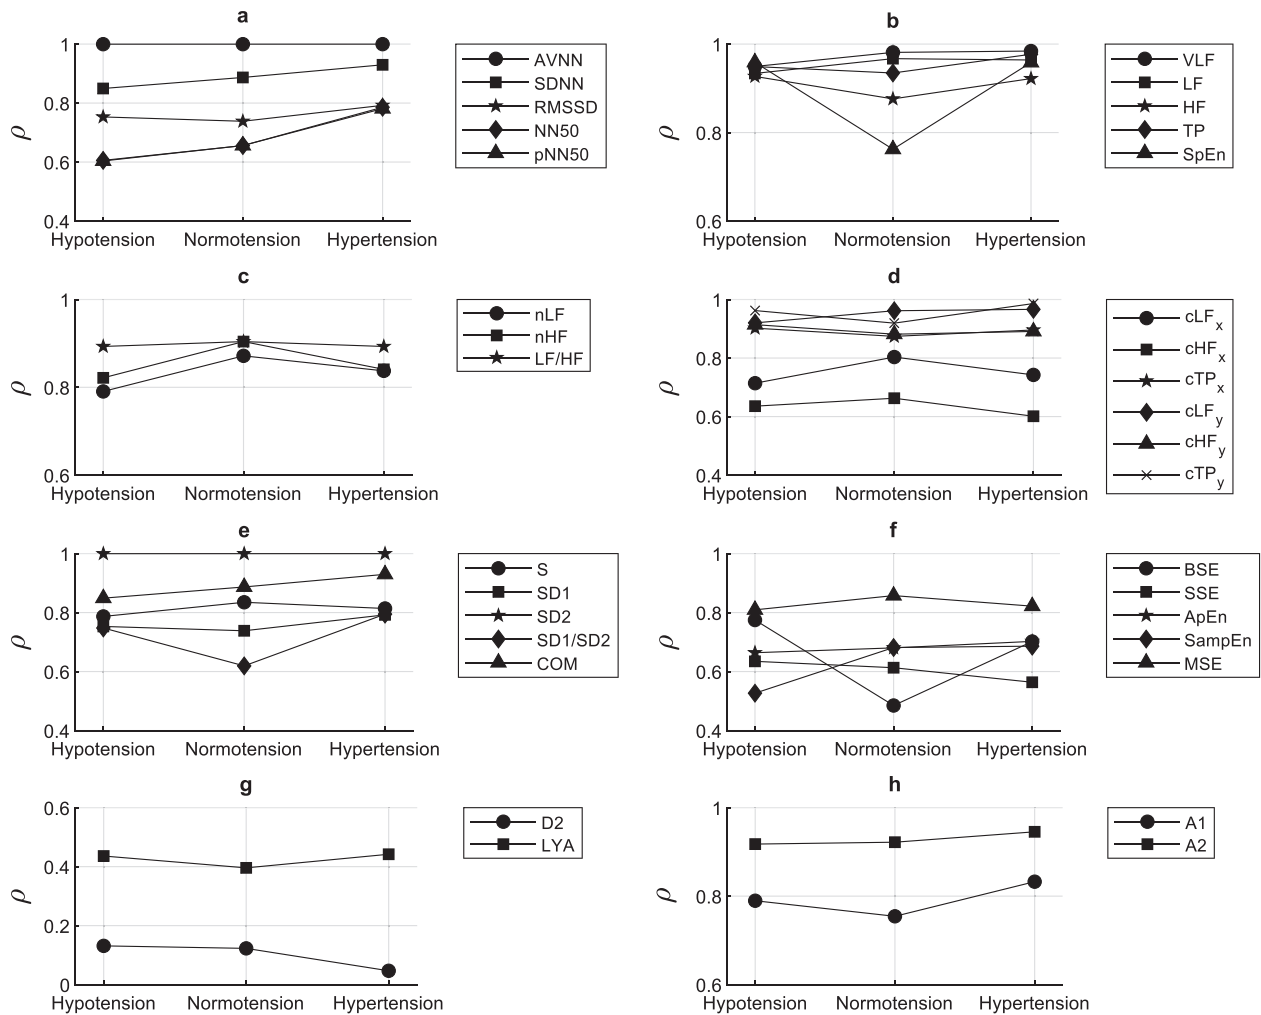 a
1
0.8
0.6
0.4
ρ
Hypotension Normotension Hypertension
AVNN
SDNN
RMSSD
NN50
pNN50
b
1
0.8
0.6
ρ
Hypotension Normotension Hypertension
VLF
LF
HF
TP
SpEn
c
1
0.8
0.6
ρ
Hypotension Normotension Hypertension
nLF
nHF
LF/HF
d
1
0.8
0.6
0.4
ρ
Hypotension Normotension Hypertension
cLFx
cHFx
cTPx
cLFy
cHFy
cTPy
e
1
0.8
0.6
0.4
ρ
Hypotension Normotension Hypertension
S
SD1
SD2
SD1/SD2
COM
f
1
0.8
0.6
0.4
ρ
Hypotension Normotension Hypertension
BSE
SSE
ApEn
SampEn
MSE
g
0.6
0.4
0.2
0
ρ
Hypotension Normotension Hypertension
D2
LYA
h
1
0.8
0.6
ρ
Hypotension Normotension Hypertension
A1
A2